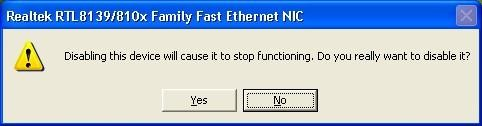 Realtek RTL8139/810x Family Fast Ethernet NIC
Disabling this device will cause it to stop functioning. Do you really want to disable it?
Yes
No